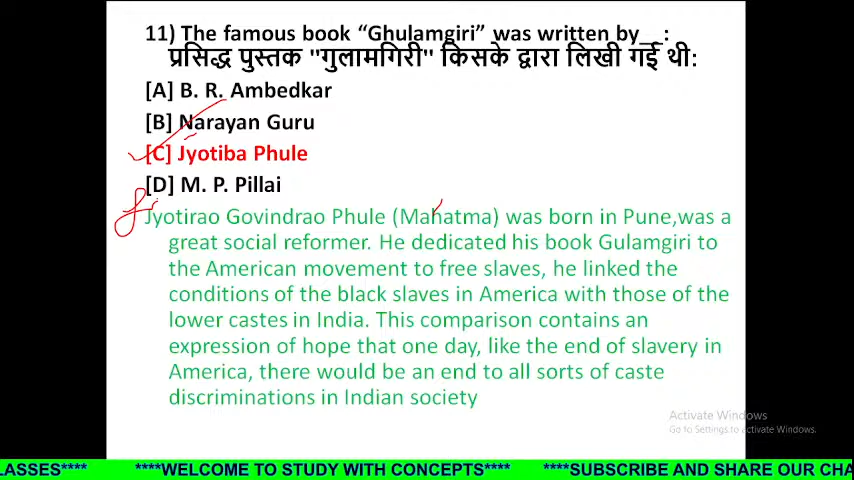 11) The famous book “Ghulamgiri” was written by__:
प्रसिद्ध पुस्तक "गुलामगिरी" किसके द्वारा लिखी गई थी:
[A] B. R. Ambedkar
[B] Narayan Guru
[C] Jyotiba Phule
[D] M. P. Pillai
Jyotirao Govindrao Phule (Mahatma) was born in Pune,was a
great social reformer. He dedicated his book Gulamgiri to
the American movement to free slaves, he linked the
conditions of the black slaves in America with those of the
lower castes in India. This comparison contains an
expression of hope that one day, like the end of slavery in
America, there would be an end to all sorts of caste
discriminations in Indian society
Activate Windows
Go to Settings to activate Windows.
LASSES**** ****WELCOME TO STUDY WITH CONCEPTS**** ****SUBSCRIBE AND SHARE OUR CHA